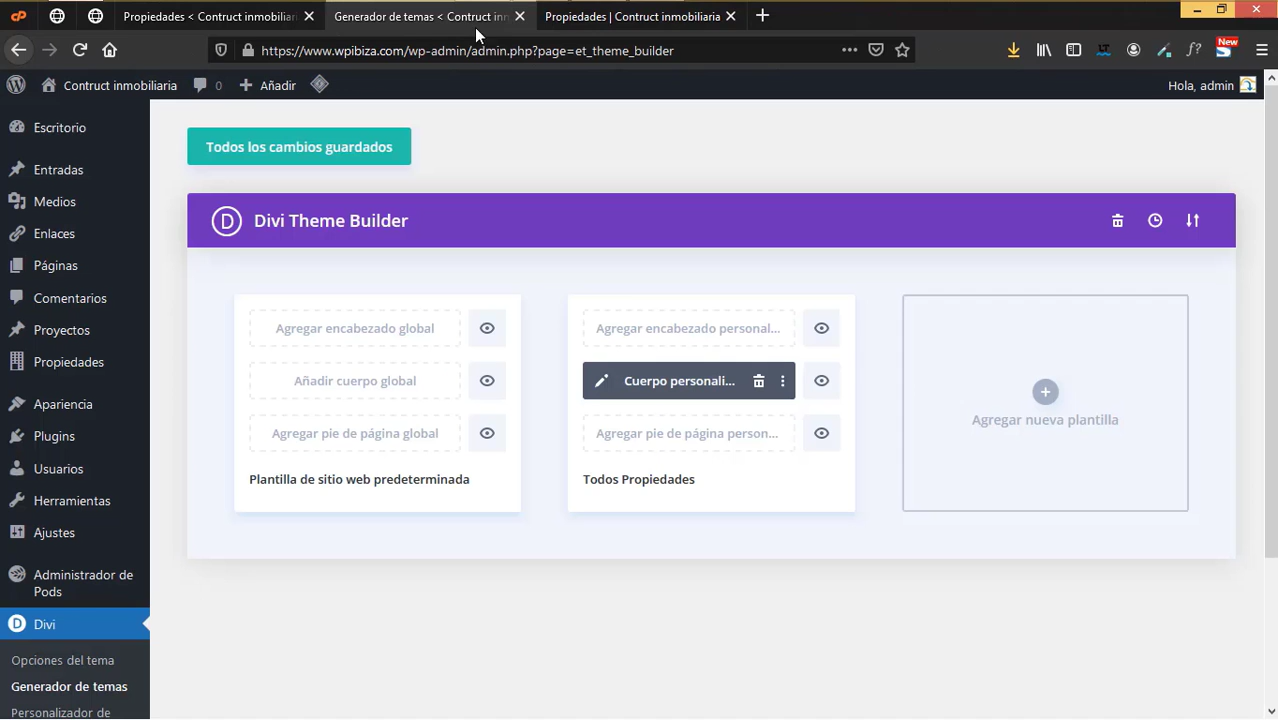 Propiedades < Contruct inmobiliari
Generador de temas < Contruct inm
Propiedades | Contruct inmobiliaria
https://www.wpibiza.com/wp-admin/admin.php?page=et_theme_builder
New
Contruct inmobiliaria
0
Añadir
Hola, admin
Escritorio
Entradas
Medios
Enlaces
Páginas
Comentarios
Proyectos
Propiedades
Apariencia
Plugins
Usuarios
Herramientas
Ajustes
Administrador de
Pods
Divi
Opciones del tema
Generador de temas
Personalizador de
Todos los cambios guardados
D
Divi Theme Builder
Agregar encabezado global
Añadir cuerpo global
Agregar pie de página global
Plantilla de sitio web predeterminada
Agregar encabezado personal...
Cuerpo personali...
Agregar pie de página person...
Todos Propiedades
Agregar nueva plantilla